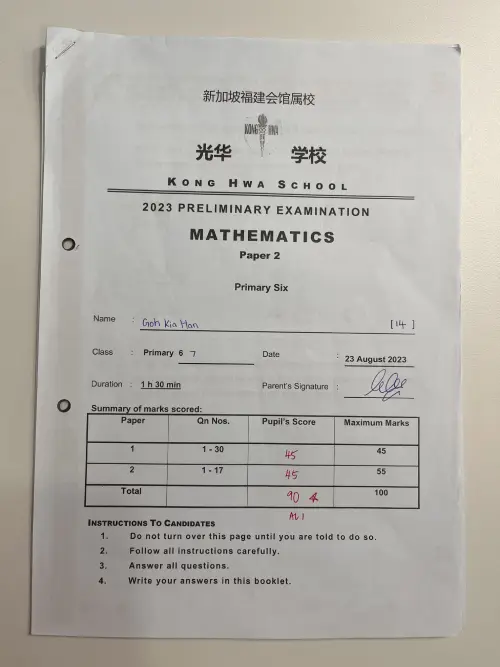 新加坡福建会馆属校
KONG HWA
光华 学校
KONG HWA SCHOOL
2023 PRELIMINARY EXAMINATION
MATHEMATICS
Paper 2
Primary Six
Name : Goh Kia Han [14]
Class : Primary 6 7 Date : 23 August 2023
Duration : 1 h 30 min Parent's Signature :
Summary of marks scored:
Paper Qn Nos. Pupil's Score Maximum Marks
1 1 - 30 45 45
2 1 - 17 45 55
Total 90 100
AL1
INSTRUCTIONS TO CANDIDATES
1. Do not turn over this page until you are told to do so.
2. Follow all instructions carefully.
3. Answer all questions.
4. Write your answers in this booklet.